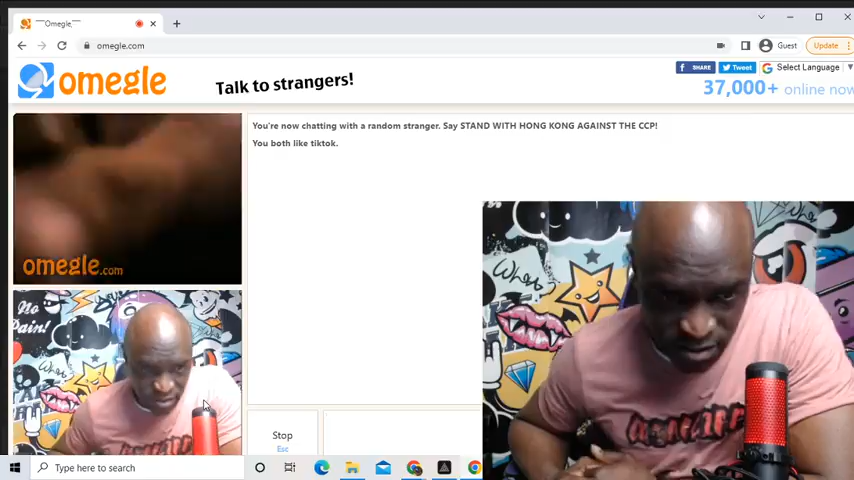 """Omegle,""
omegle.com
Guest
Update
omegle
Talk to strangers!
SHARE
Tweet
Select Language
37,000+ online now
You're now chatting with a random stranger. Say STAND WITH HONG KONG AGAINST THE CCP!
You both like tiktok.
omegle.com
No
Pain!
What
Stop
Esc
Type here to search